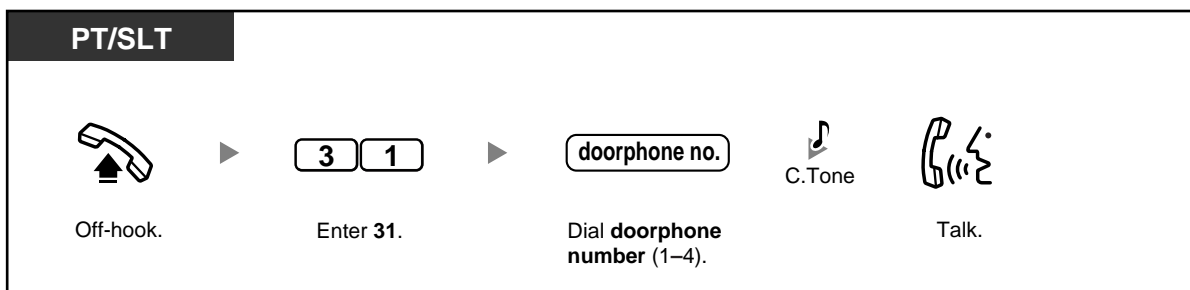 PT/SLT
3 1
doorphone no.
C.Tone
Off-hook.
Enter 31.
Dial doorphone
number (1–4).
Talk.